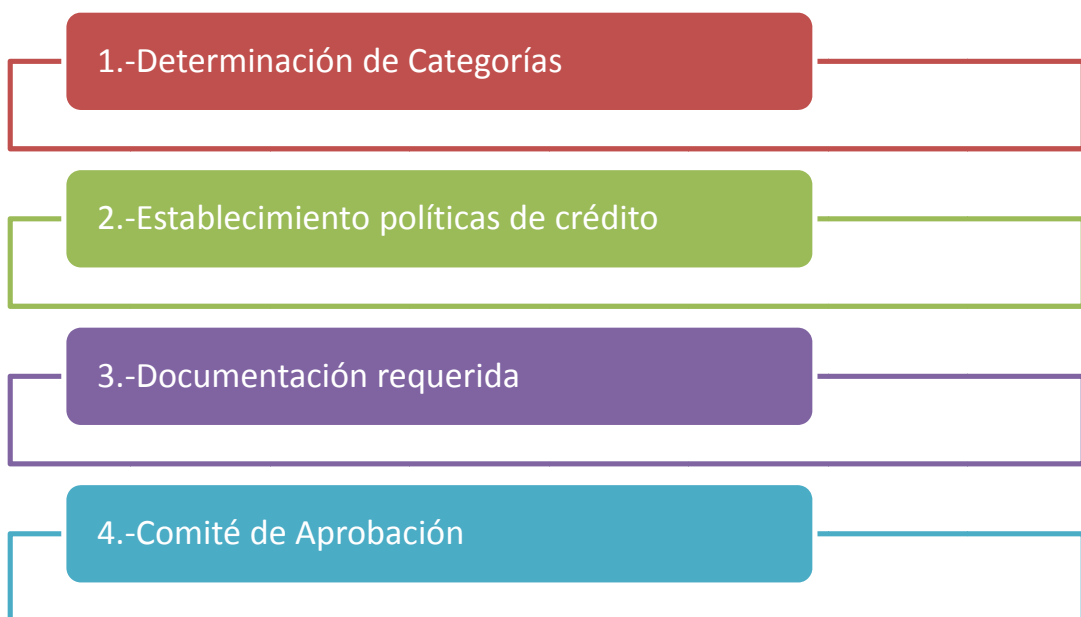 1.-Determinación de Categorías
2.-Establecimiento políticas de crédito
3.-Documentación requerida
4.-Comité de Aprobación